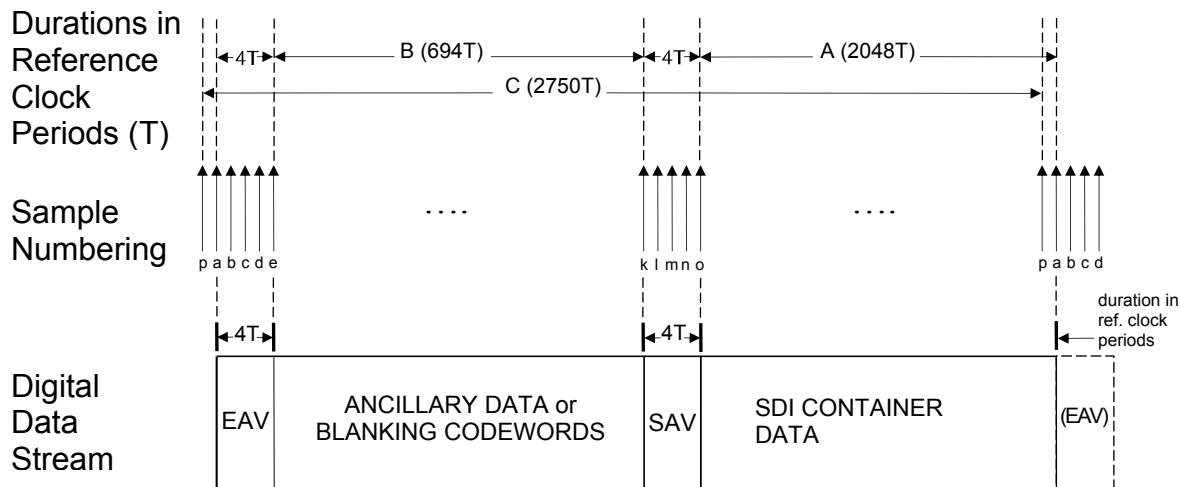 Durations in
Reference
Clock
Periods (T)
4T
B (694T)
4T
A (2048T)
C (2750T)
Sample
Numbering
. . . .
. . . .
p a b c d e
k l m n o
p a b c d
4T
4T
duration in
ref. clock
periods
Digital
Data
Stream
EAV
ANCILLARY DATA or
BLANKING CODEWORDS
SAV
SDI CONTAINER
DATA
(EAV)